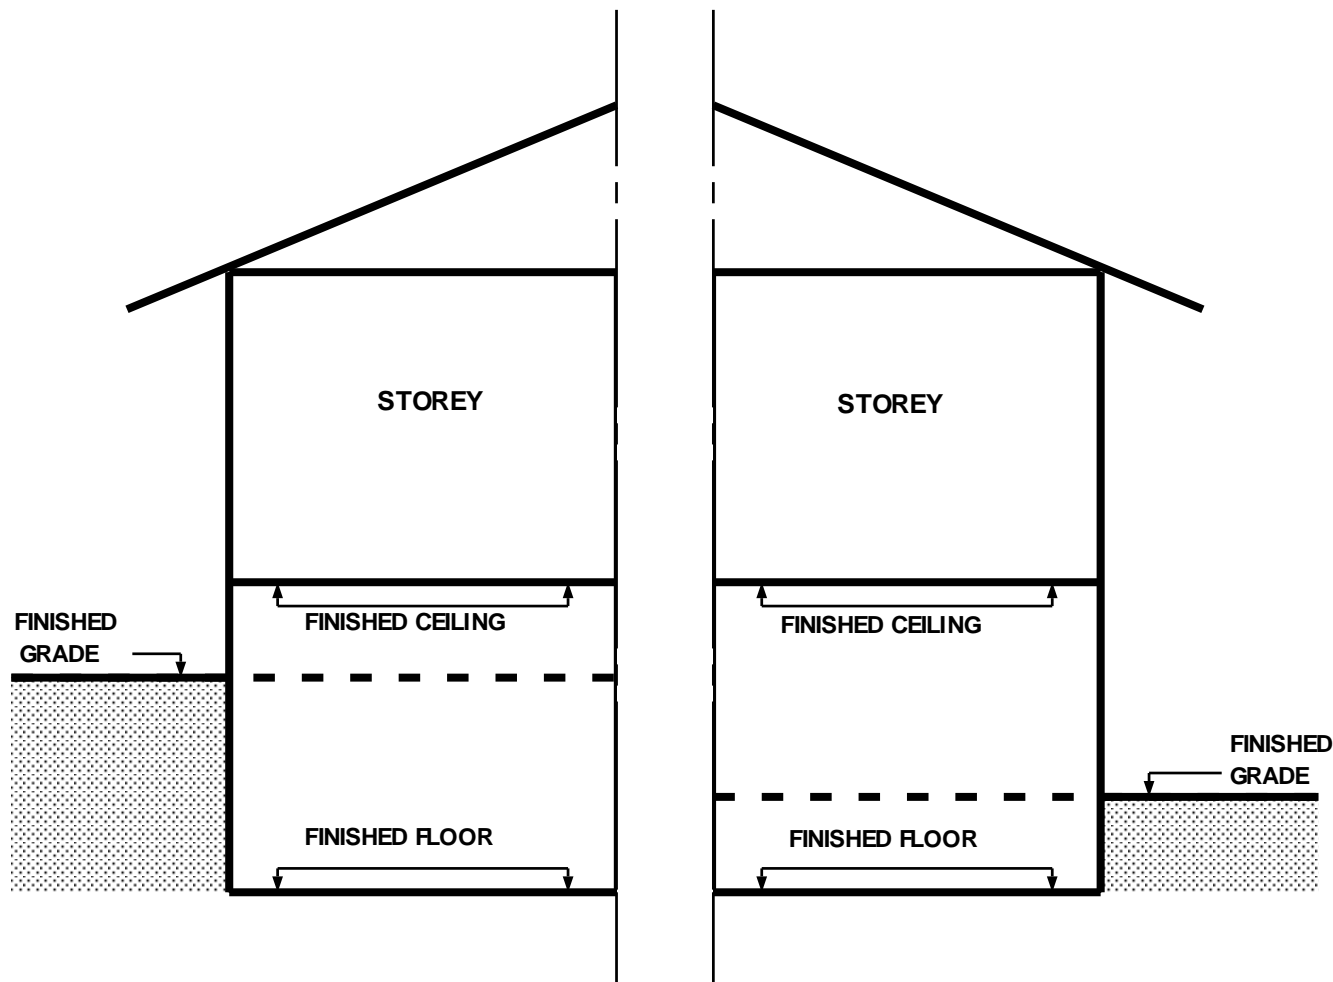 STOREY
STOREY
FINISHED
GRADE
FINISHED CEILING
FINISHED CEILING
FINISHED
GRADE
FINISHED FLOOR
FINISHED FLOOR